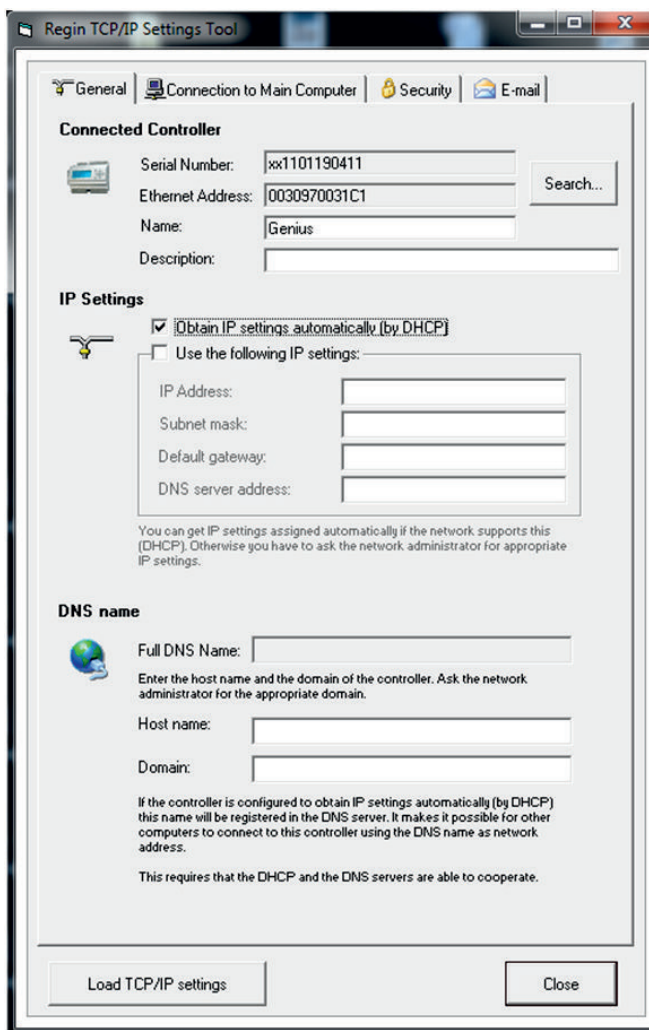 Regin TCP/IP Settings Tool
General
Connection to Main Computer
Security
E-mail
Connected Controller
Serial Number: xx1101190411
Search...
Ethernet Address: 0030970031C1
Name: Genius
Description:
IP Settings
Obtain IP settings automatically (by DHCP)
Use the following IP settings:
IP Address:
Subnet mask:
Default gateway:
DNS server address:
You can get IP settings assigned automatically if the network supports this
(DHCP). Otherwise you have to ask the network administrator for appropriate
IP settings.
DNS name
Full DNS Name:
Enter the host name and the domain of the controller. Ask the network
administrator for the appropriate domain.
Host name:
Domain:
If the controller is configured to obtain IP settings automatically (by DHCP)
this name will be registered in the DNS server. It makes it possible for other
computers to connect to this controller using the DNS name as network
address.
This requires that the DHCP and the DNS servers are able to cooperate.
Load TCP/IP settings
Close